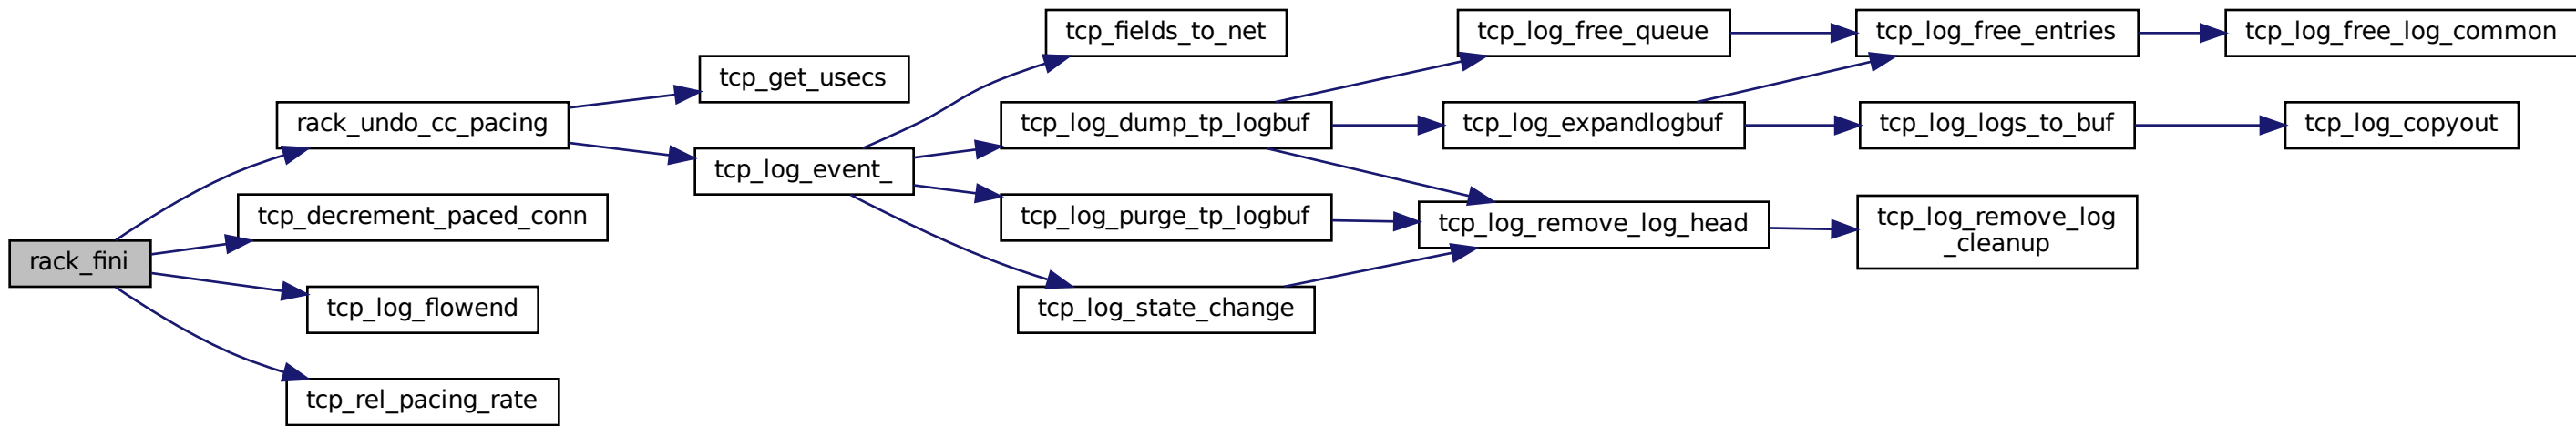 rack_fini
rack_undo_cc_pacing
tcp_decrement_paced_conn
tcp_log_flowend
tcp_rel_pacing_rate
tcp_get_usecs
tcp_log_event_
tcp_fields_to_net
tcp_log_dump_tp_logbuf
tcp_log_purge_tp_logbuf
tcp_log_state_change
tcp_log_free_queue
tcp_log_expandlogbuf
tcp_log_remove_log_head
tcp_log_free_entries
tcp_log_logs_to_buf
tcp_log_remove_log
_cleanup
tcp_log_free_log_common
tcp_log_copyout